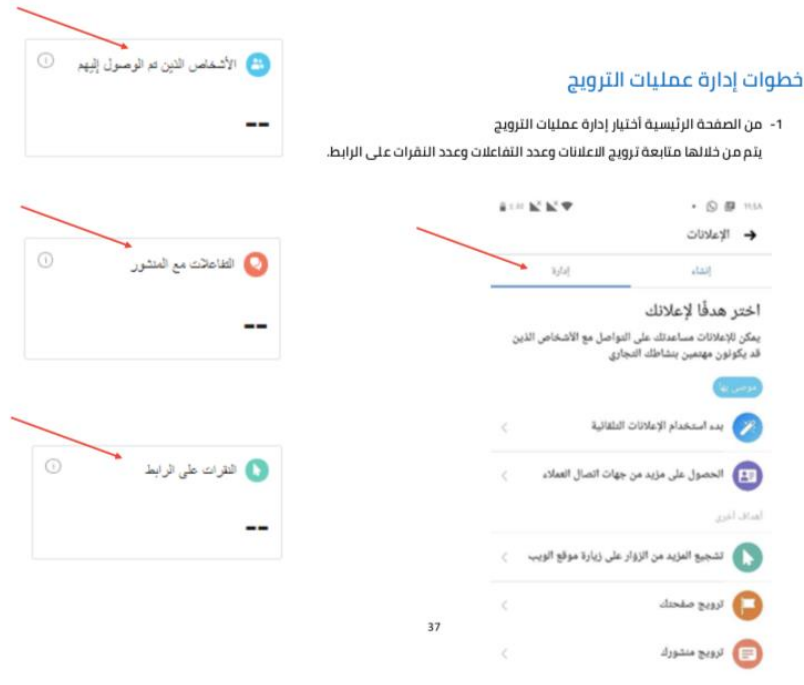 خطوات إدارة عمليات الترويج
1- من الصفحة الرئيسية أختيار إدارة عمليات الترويج
يتم من خلالها متابعة ترويج الاعلانات وعدد التفاعلات وعدد النقرات على الرابط.
الأشخاص الذين تم الوصول إليهم
--
التفاعلات مع المنشور
--
النقرات على الرابط
--
١١:٤٨
الإعلانات
إنشاء
إدارة
اختر هدفًا لإعلانك
يمكن للإعلانات مساعدتك على التواصل مع الأشخاص الذين
قد يكونون مهتمين بنشاطك التجاري
موصى بها
بدء استخدام الإعلانات التلقائية
الحصول على مزيد من جهات اتصال العملاء
أهداف أخرى
تشجيع المزيد من الزوّار على زيارة موقع الويب
ترويج صفحتك
ترويج منشورك
37